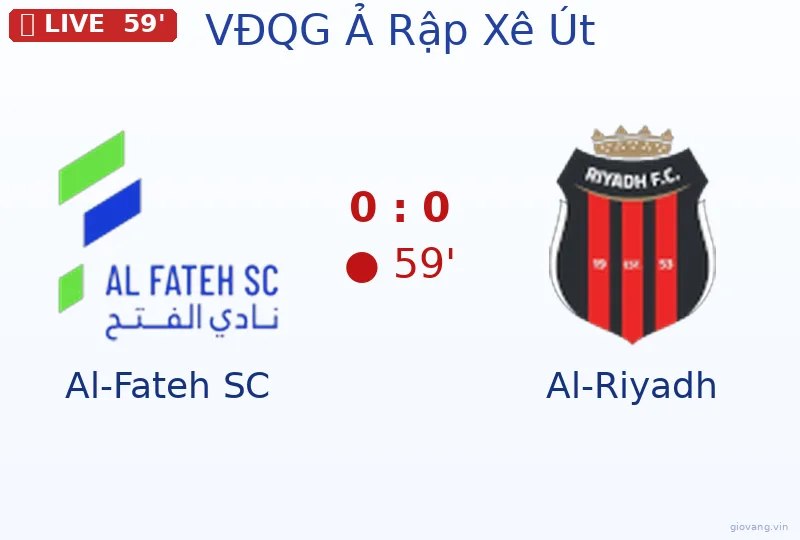 LIVE 59'
VĐQG Ả Rập Xê Út
0 : 0
59'
AL FATEH SC
نادي الفتح
RIYADH F.C.
19 EST. 53
Al-Fateh SC
Al-Riyadh
giovang.vin